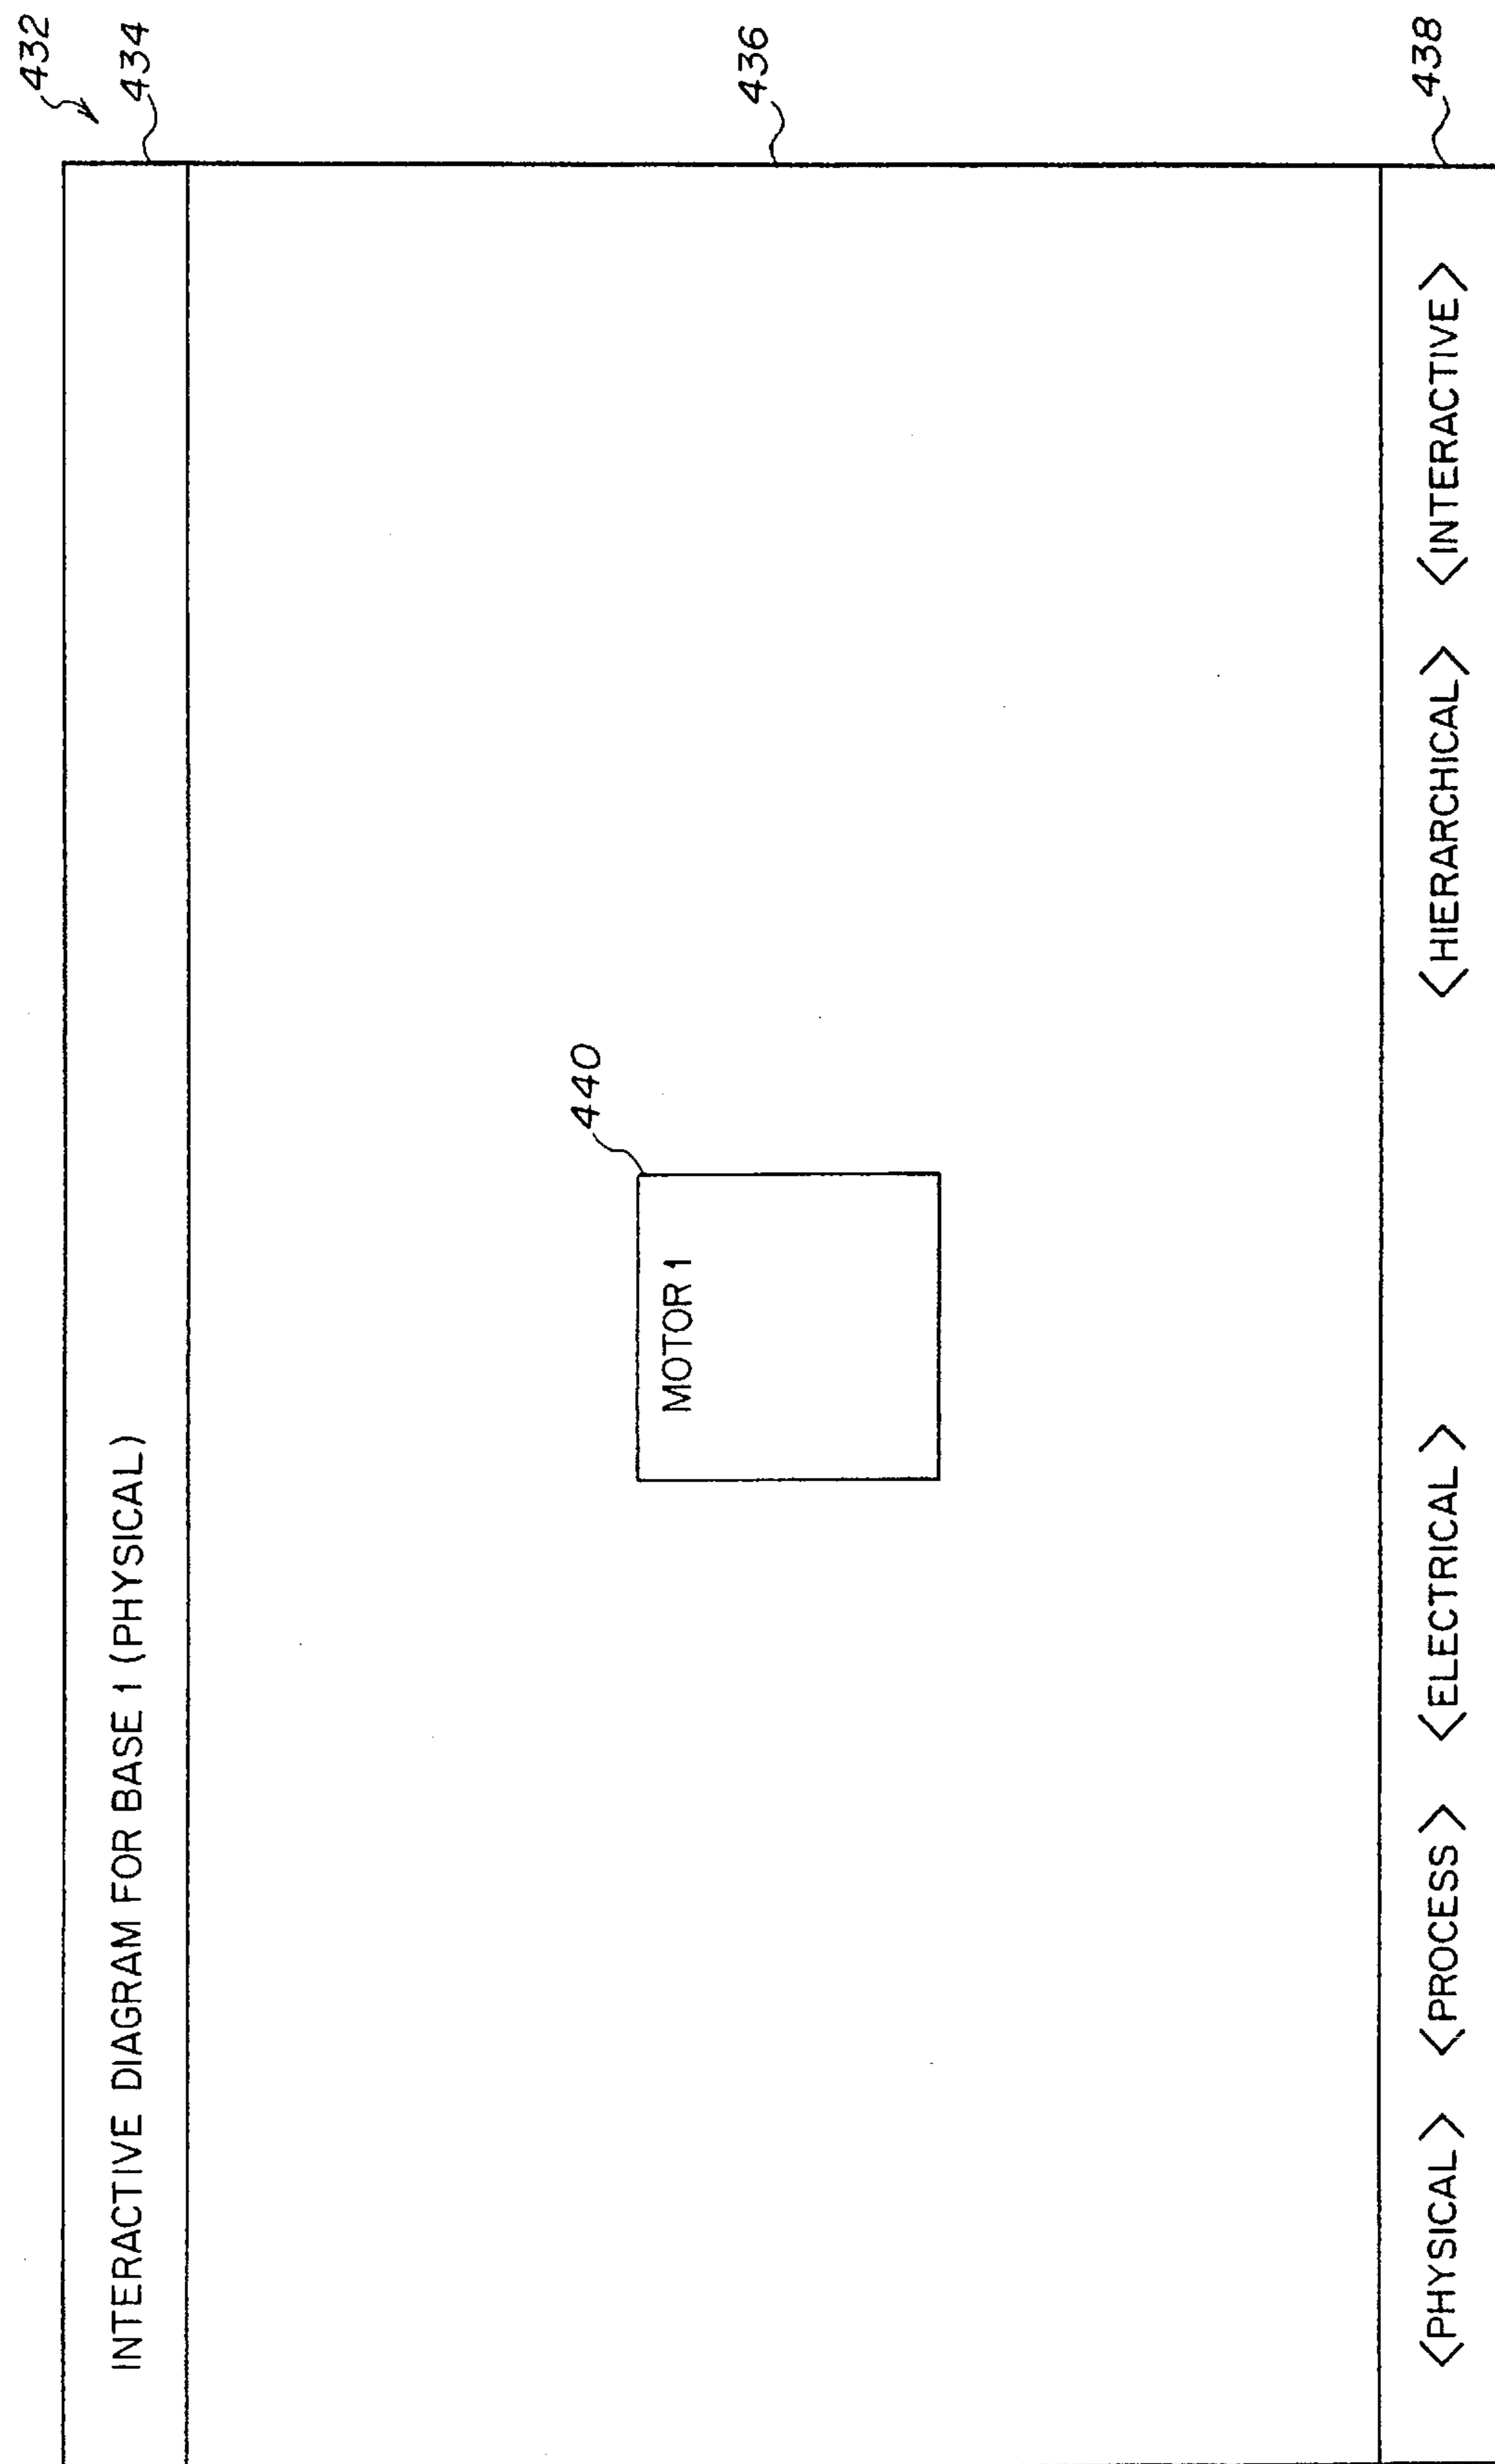 432
434
INTERACTIVE DIAGRAM FOR BASE 1 (PHYSICAL)
436
440
MOTOR 1
438
<PHYSICAL> <PROCESS> <ELECTRICAL> <HIERARCHICAL> <INTERACTIVE>